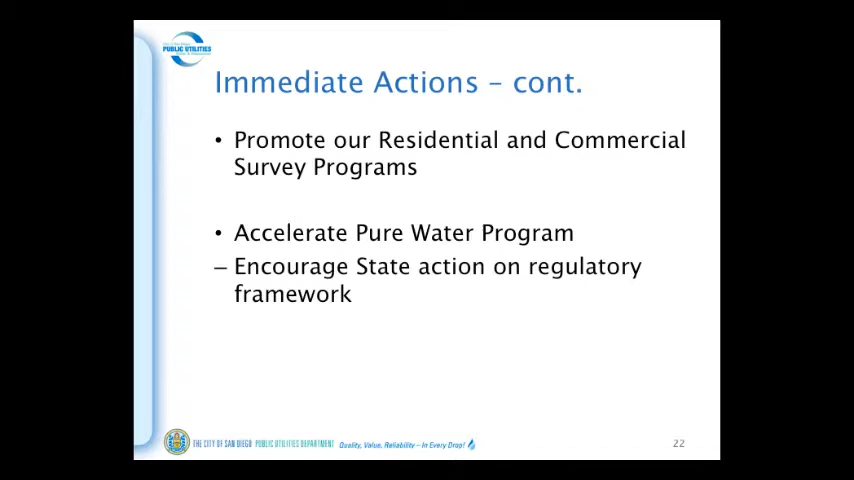 PUBLIC UTILITIES
Immediate Actions – cont.
• Promote our Residential and Commercial
Survey Programs
• Accelerate Pure Water Program
– Encourage State action on regulatory
framework
THE CITY OF SAN DIEGO PUBLIC UTILITIES DEPARTMENT Quality, Value, Reliability – In Every Drop!
22